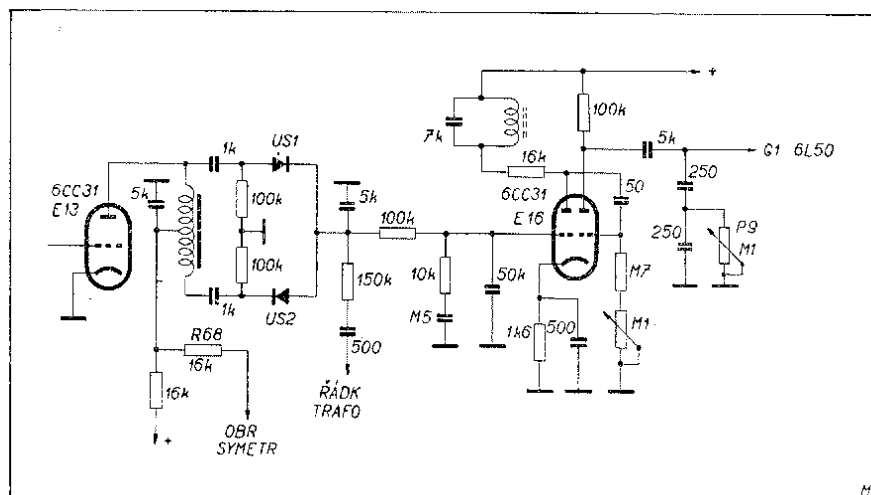 6CC31
E13
5k
1k
US1
100k
100k
1k
US2
R68
16k
16k
+
OBR
SYMETR
5k
150k
500
ŘÁDK
TRAFO
100k
10k
M5
50k
7k
16k
6CC31
E16
1k6
500
100k
+
50
M7
M1
5k
G1 6L50
250
250
P9
M1
M